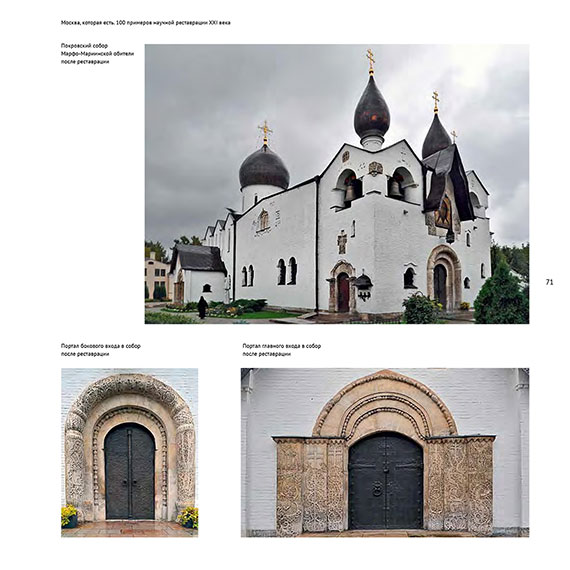 Москва, которая есть. 100 примеров научной реставрации XXI века
Покровский собор
Марфо-Мариинской обители
после реставрации
71
Портал бокового входа в собор
после реставрации
Портал главного входа в собор
после реставрации